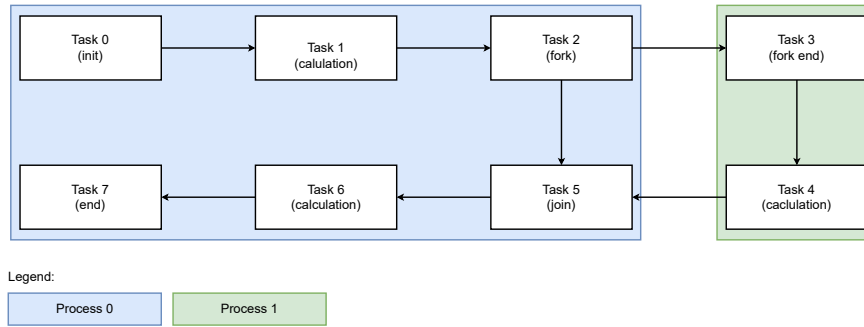 Task 0
(init)
Task 1
(calulation)
Task 2
(fork)
Task 3
(fork end)
Task 7
(end)
Task 6
(calculation)
Task 5
(join)
Task 4
(caclulation)
Legend:
Process 0
Process 1